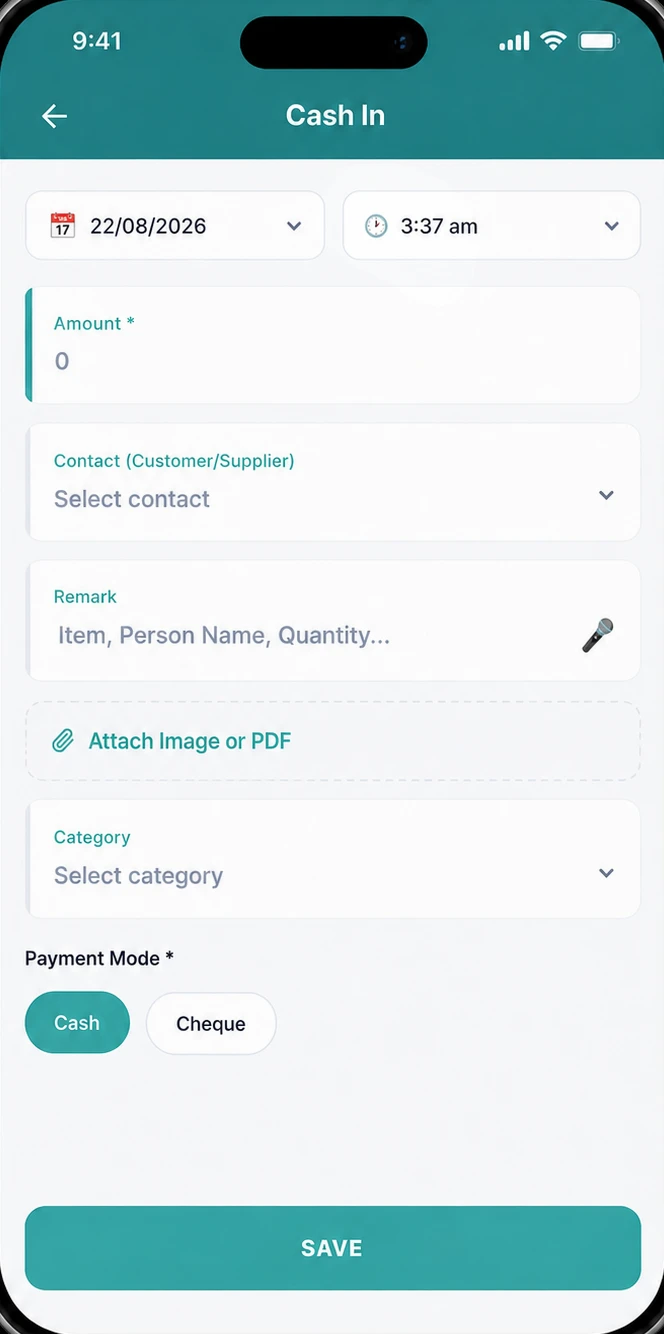 9:41
Cash In
17
22/08/2026
3:37 am
Amount *
0
Contact (Customer/Supplier)
Select contact
Remark
Item, Person Name, Quantity...
Attach Image or PDF
Category
Select category
Payment Mode *
Cash
Cheque
SAVE